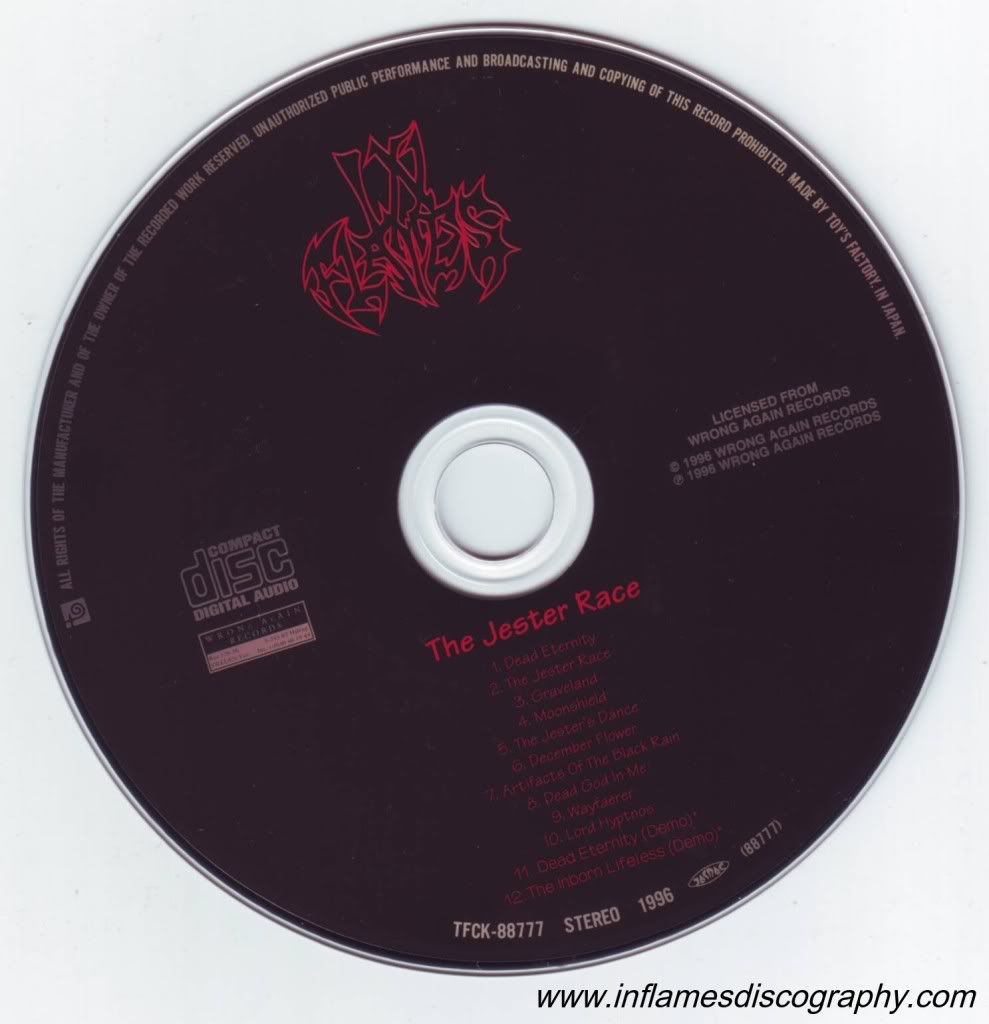 ALL RIGHTS OF THE MANUFACTURER AND OF THE OWNER OF THE RECORDED WORK RESERVED. UNAUTHORIZED PUBLIC PERFORMANCE AND BROADCASTING AND COPYING OF THIS RECORD PROHIBITED. MADE BY TOY'S FACTORY. IN JAPAN.
IN
FLAMES
LICENSED FROM
WRONG AGAIN RECORDS
© 1996 WRONG AGAIN RECORDS
℗ 1996 WRONG AGAIN RECORDS
COMPACT
disc
DIGITAL AUDIO
WRONG AGAIN
RECORDS
The Jester Race
1. Dead Eternity
2. The Jester Race
3. Graveland
4. Moonshield
5. The Jester's Dance
6. December Flower
7. Artifacts Of The Black Rain
8. Dead God In Me
9. Wayfaerer
10. Lord Hypnos
11 Dead Eternity (Demo)*
12. The Inborn Lifeless (Demo)*
TFCK-88777 STEREO 1996 JASRAC (88777)
www.inflamesdiscography.com